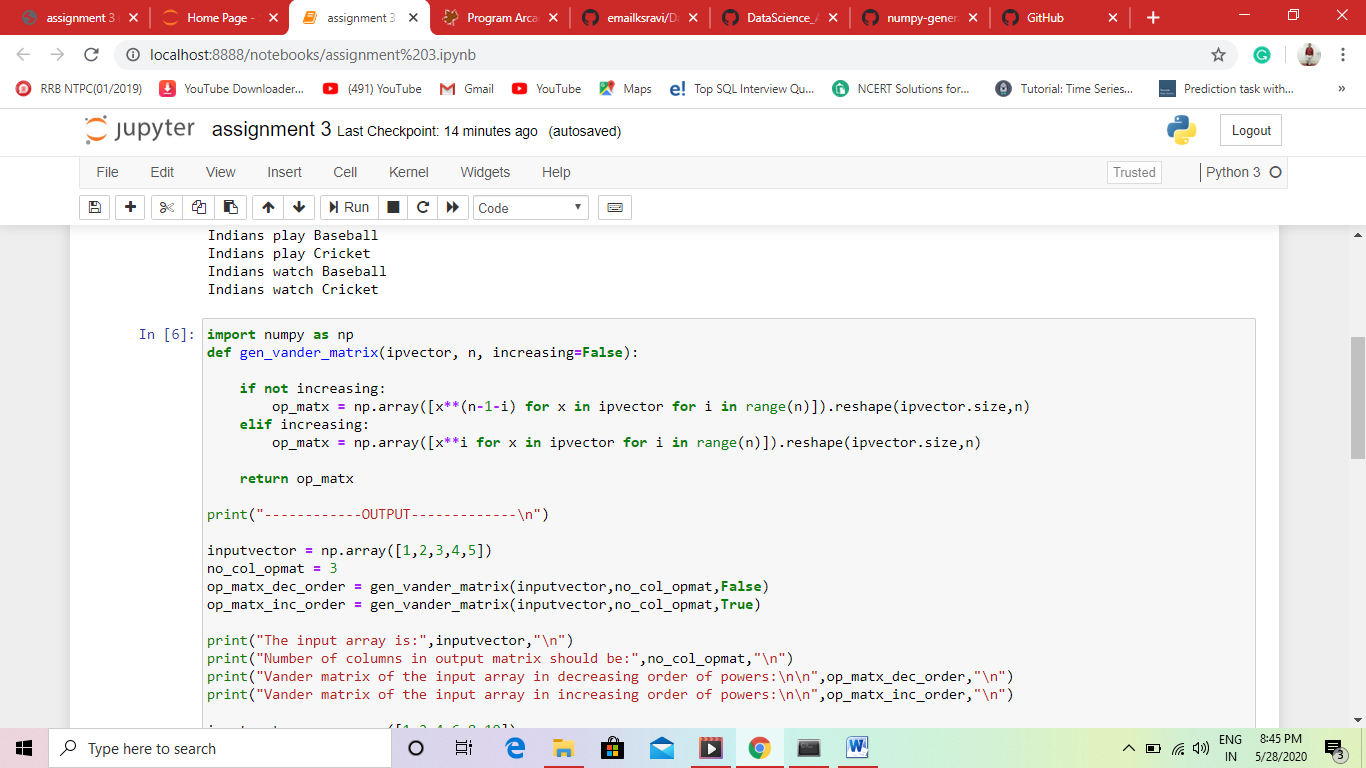 assignment 3
Home Page -
assignment 3
Program Arca
emailksravi/Da
DataScience_A
numpy-gener
GitHub
localhost:8888/notebooks/assignment%203.ipynb
RRB NTPC(01/2019)
YouTube Downloader...
(491) YouTube
Gmail
YouTube
Maps
e! Top SQL Interview Qu...
NCERT Solutions for...
Tutorial: Time Series...
Prediction task with...
»
jupyter assignment 3 Last Checkpoint: 14 minutes ago (autosaved)
Logout
File Edit View Insert Cell Kernel Widgets Help
Trusted
Python 3
Run
Code
Indians play Baseball
Indians play Cricket
Indians watch Baseball
Indians watch Cricket
In [6]:
import numpy as np
def gen_vander_matrix(ipvector, n, increasing=False):
    if not increasing:
        op_matx = np.array([x**(n-1-i) for x in ipvector for i in range(n)]).reshape(ipvector.size,n)
    elif increasing:
        op_matx = np.array([x**i for x in ipvector for i in range(n)]).reshape(ipvector.size,n)
    return op_matx
print("------------OUTPUT-------------\n")
inputvector = np.array([1,2,3,4,5])
no_col_opmat = 3
op_matx_dec_order = gen_vander_matrix(inputvector,no_col_opmat,False)
op_matx_inc_order = gen_vander_matrix(inputvector,no_col_opmat,True)
print("The input array is:",inputvector,"\n")
print("Number of columns in output matrix should be:",no_col_opmat,"\n")
print("Vander matrix of the input array in decreasing order of powers:\n\n",op_matx_dec_order,"\n")
print("Vander matrix of the input array in increasing order of powers:\n\n",op_matx_inc_order,"\n")
Type here to search
ENG
IN
8:45 PM
5/28/2020
3